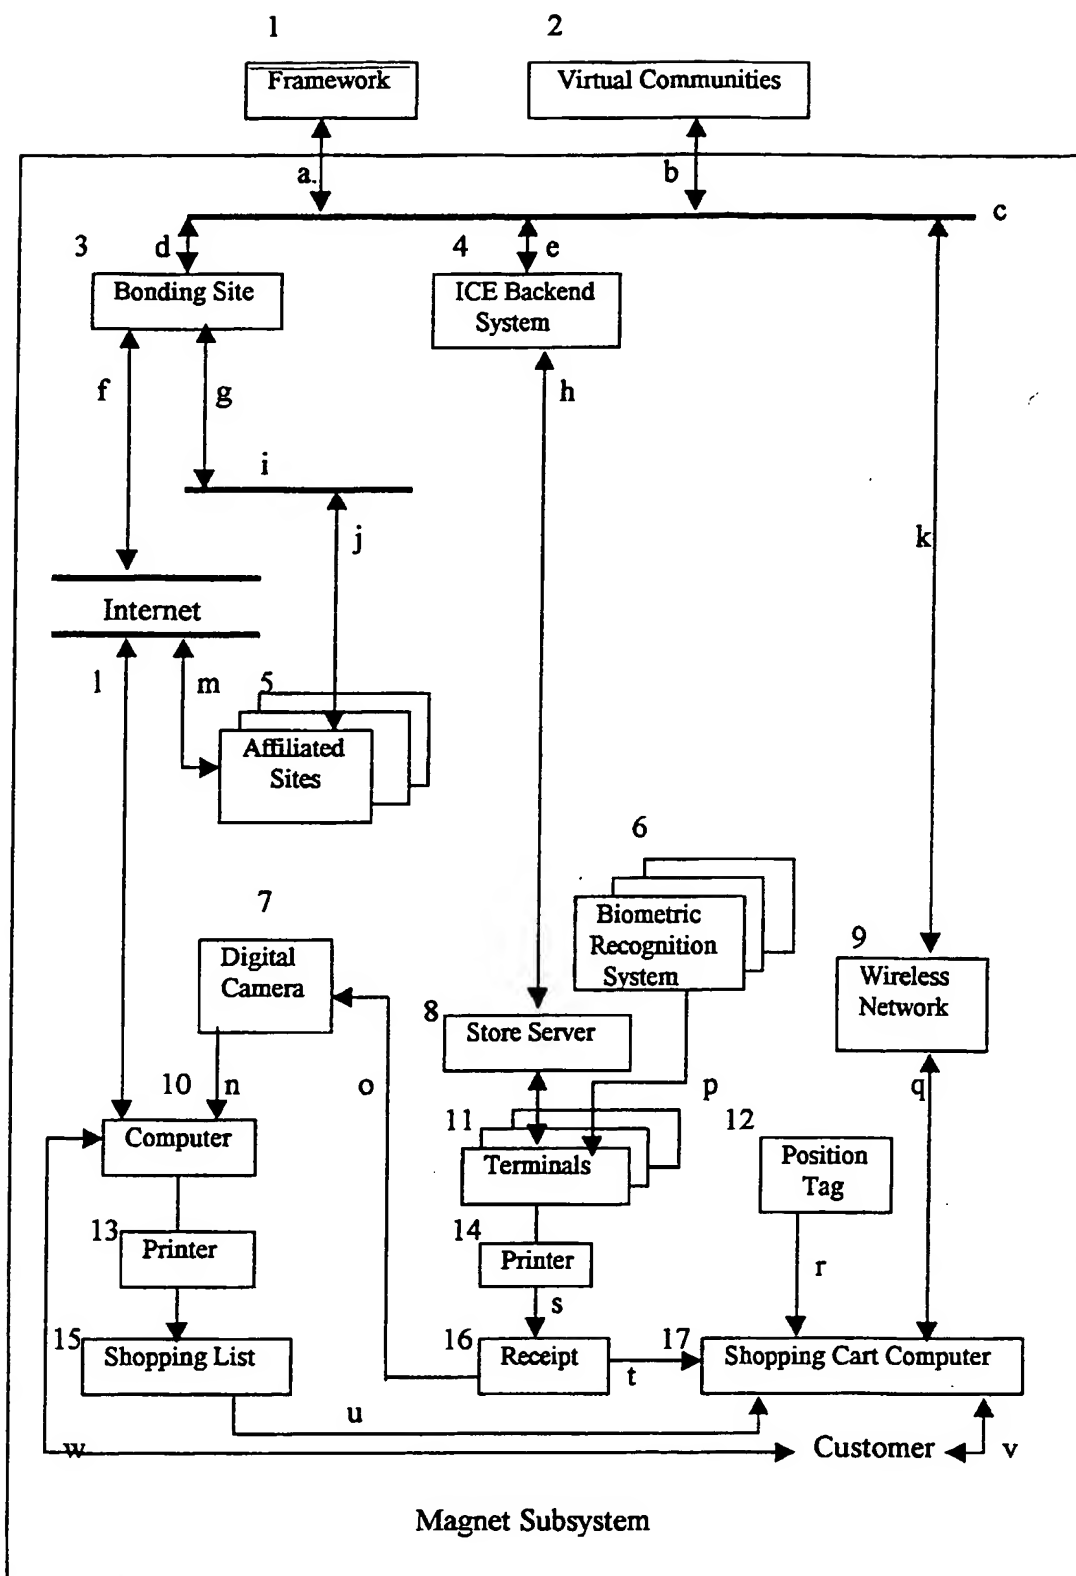 1
2
Framework
Virtual Communities
a.
b
c
3
d
4
e
Bonding Site
ICE Backend
System
f
g
h
i
j
k
Internet
l
m
5
Affiliated
Sites
6
7
Biometric
Recognition
System
9
Digital
Camera
Wireless
Network
8
Store Server
10
n
o
p
q
11
12
Computer
Terminals
Position
Tag
13
Printer
14
Printer
r
s
15
16
17
Shopping List
Receipt
t
Shopping Cart Computer
u
w
Customer
v
Magnet Subsystem